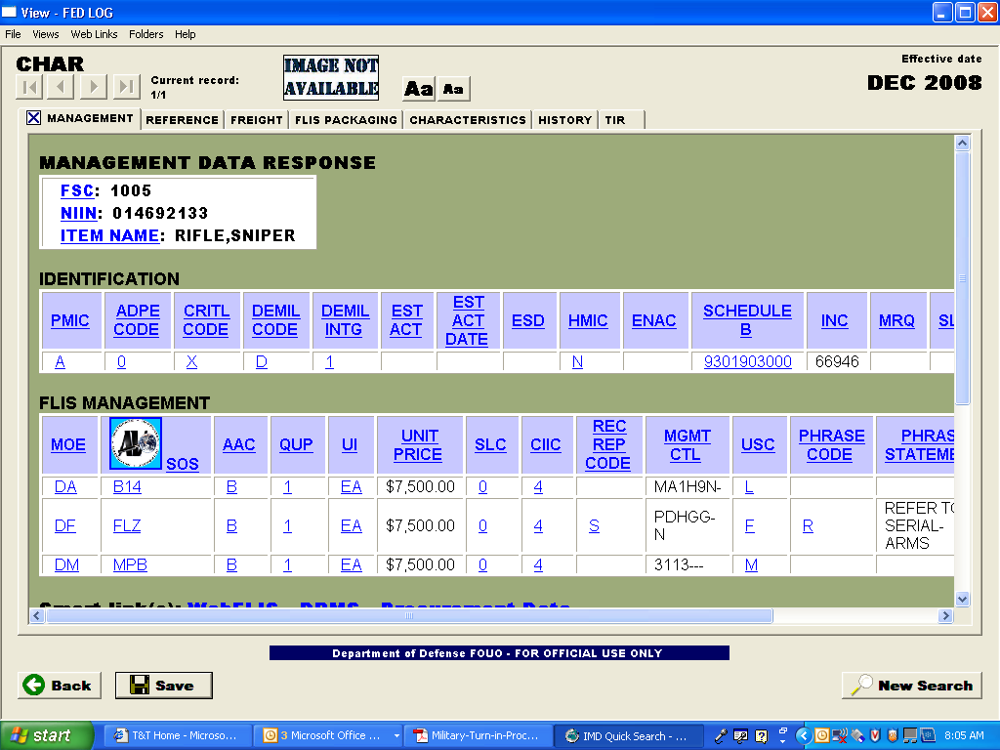 View - FED LOG
File Views Web Links Folders Help
CHAR
Current record:
1/1
IMAGE NOT
AVAILABLE
Aa Aa
Effective date
DEC 2008
MANAGEMENT REFERENCE FREIGHT FLIS PACKAGING CHARACTERISTICS HISTORY TIR
MANAGEMENT DATA RESPONSE
FSC: 1005
NIIN: 014692133
ITEM NAME: RIFLE,SNIPER
IDENTIFICATION
PMIC ADPE CODE CRITL CODE DEMIL CODE DEMIL INTG EST ACT EST ACT DATE ESD HMIC ENAC SCHEDULE B INC MRQ SL
A 0 X D 1 N 9301903000 66946
FLIS MANAGEMENT
MOE SOS AAC QUP UI UNIT PRICE SLC CIIC REC REP CODE MGMT CTL USC PHRASE CODE PHRAS STATEME
DA B14 B 1 EA $7,500.00 0 4 MA1H9N- L
DF FLZ B 1 EA $7,500.00 0 4 S PDHGG-N F R REFER TO SERIAL-ARMS
DM MPB B 1 EA $7,500.00 0 4 3113--- M
Smart link(s): WebFLIS - DRMS - Procurement Data
Department of Defense FOUO - FOR OFFICIAL USE ONLY
Back Save New Search
start T&T Home - Microso... 3 Microsoft Office ... Military-Turn-in-Proc... IMD Quick Search - ... 8:05 AM